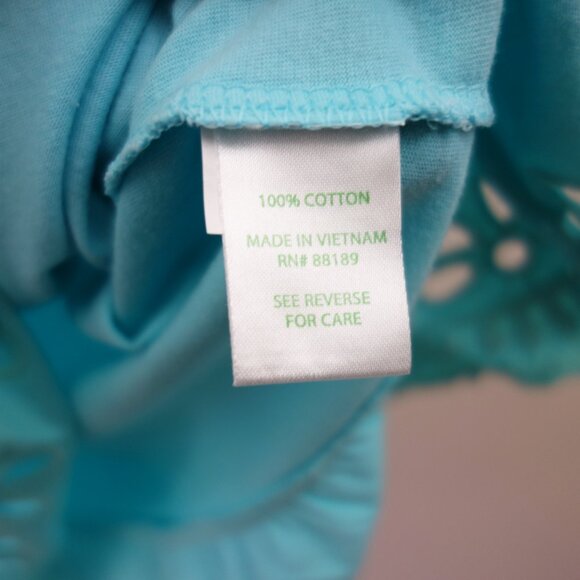 100% COTTON
MADE IN VIETNAM
RN# 88189
SEE REVERSE
FOR CARE